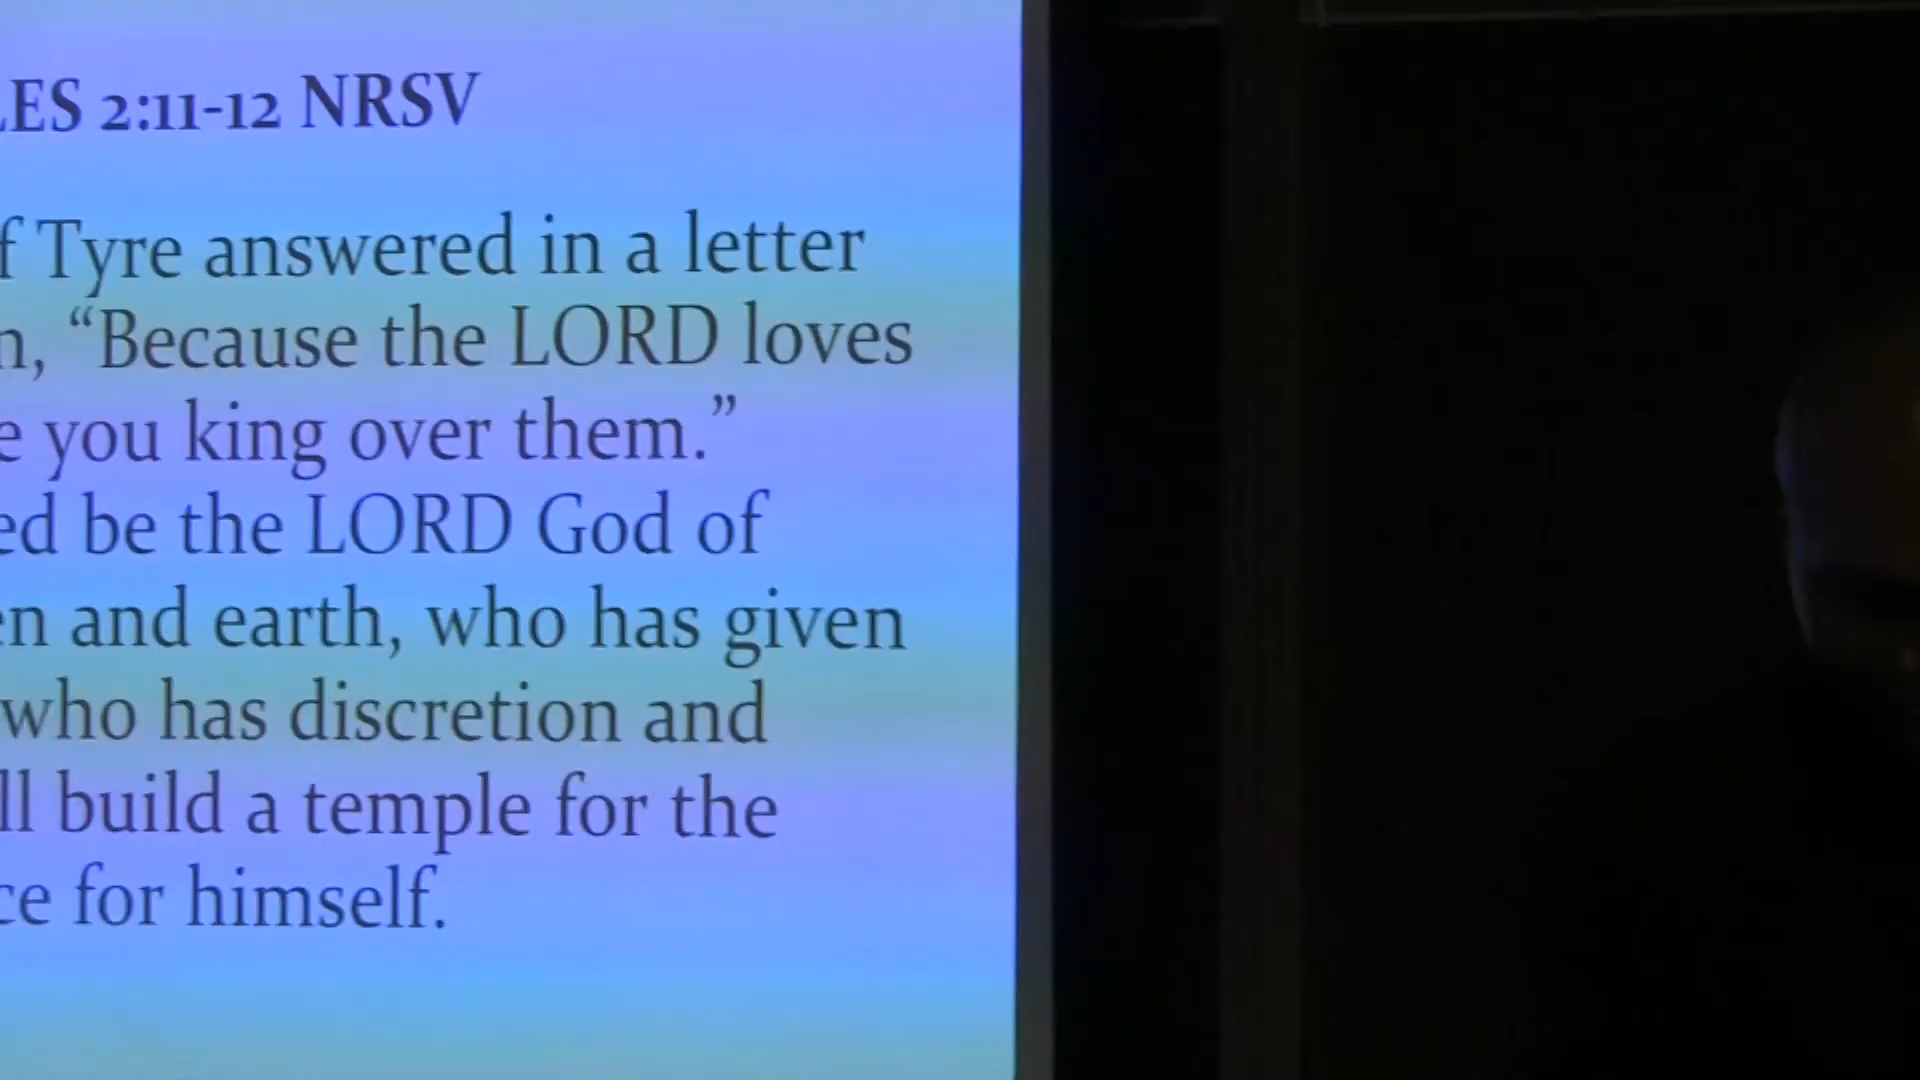 LES 2:11-12 NRSV
f Tyre answered in a letter
n, “Because the LORD loves
e you king over them.”
ed be the LORD God of
en and earth, who has given
who has discretion and
ll build a temple for the
ce for himself.